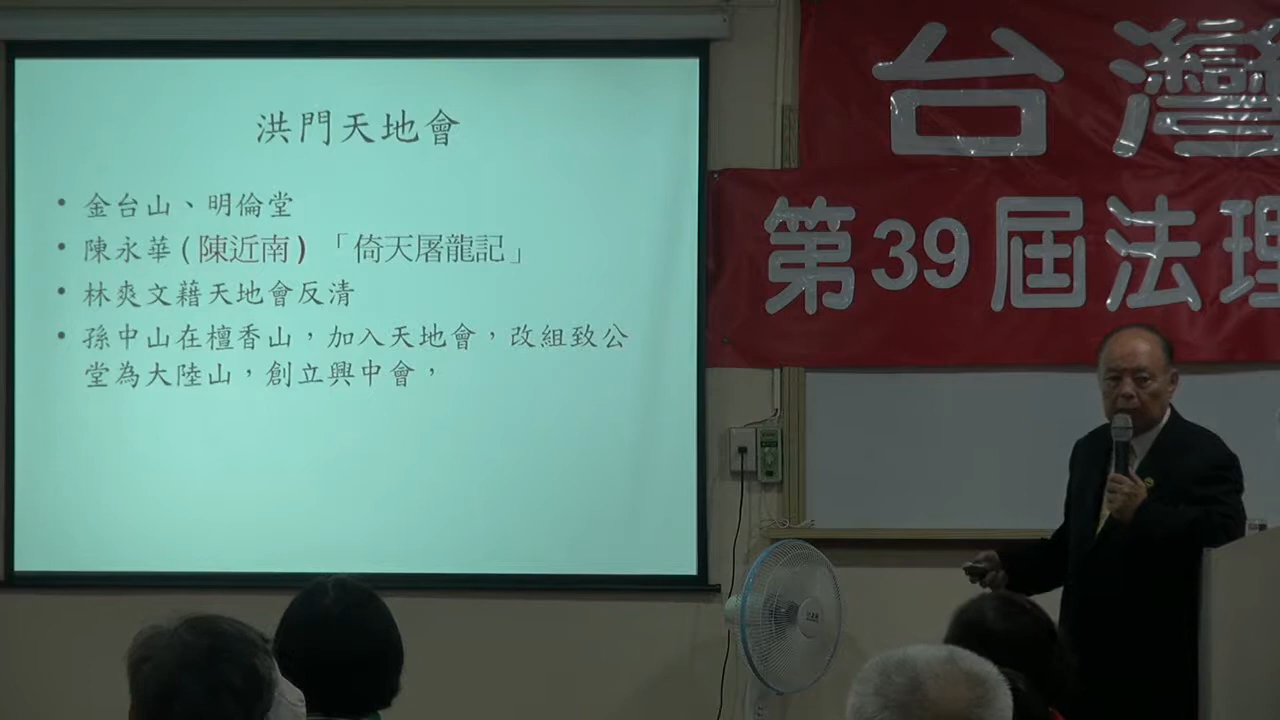 洪門天地會
• 金台山、明倫堂
• 陳永華(陳近南)「倚天屠龍記」
• 林爽文藉天地會反清
• 孫中山在檀香山，加入天地會，改組致公
堂為大陸山，創立興中會，
台灣
第39屆法理